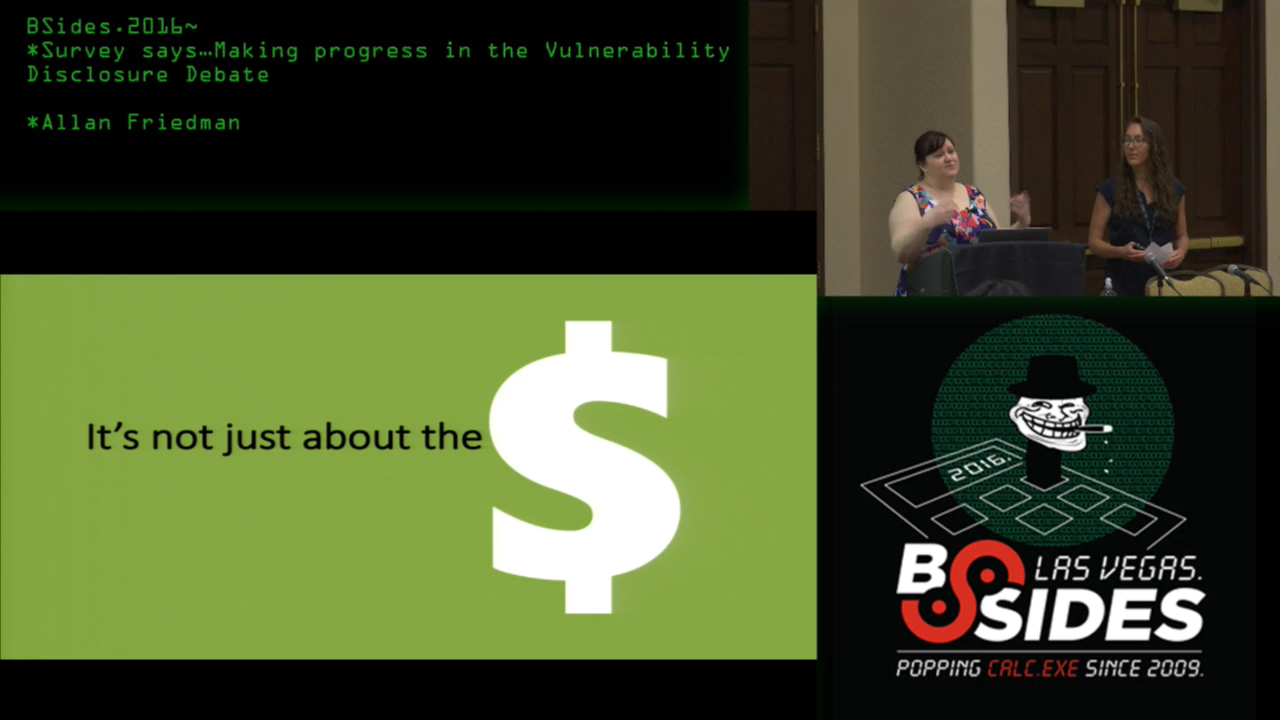 BSides.2016~
*Survey says…Making progress in the Vulnerability
Disclosure Debate
*Allan Friedman
It's not just about the $
2016.
BSIDES
LAS VEGAS.
POPPING CALC.EXE SINCE 2009.